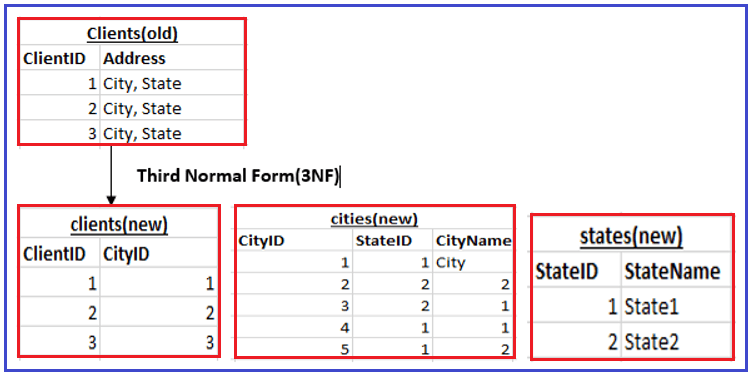 Clients(old)
ClientID Address
1 City, State
2 City, State
3 City, State
Third Normal Form(3NF)
clients(new)
ClientID CityID
1 1
2 2
3 3
cities(new)
CityID StateID CityName
1 1 City
2 2 2
3 2 1
4 1 1
5 1 2
states(new)
StateID StateName
1 State1
2 State2